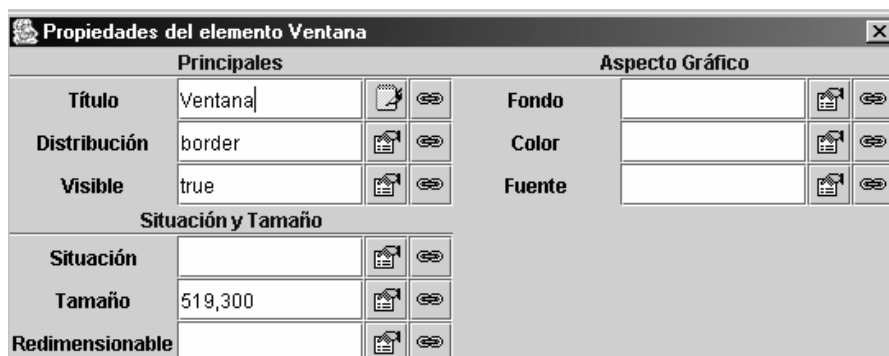 Propiedades del elemento Ventana
Principales
Aspecto Gráfico
Título Ventana
Fondo
Distribución border
Color
Visible true
Fuente
Situación y Tamaño
Situación
Tamaño 519,300
Redimensionable